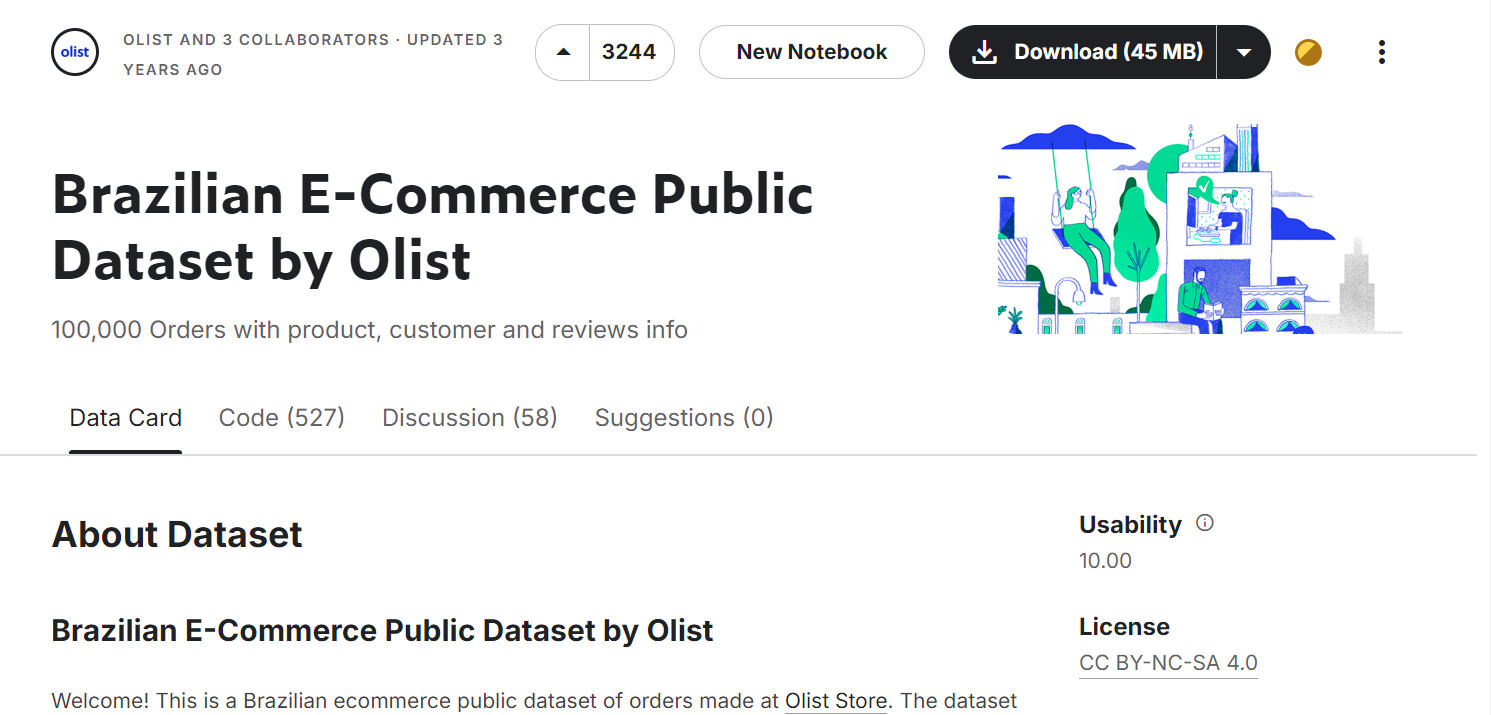 olist
OLIST AND 3 COLLABORATORS · UPDATED 3
YEARS AGO
3244
New Notebook
Download (45 MB)
Brazilian E-Commerce Public
Dataset by Olist
100,000 Orders with product, customer and reviews info
Data Card
Code (527)
Discussion (58)
Suggestions (0)
About Dataset
Brazilian E-Commerce Public Dataset by Olist
Welcome! This is a Brazilian ecommerce public dataset of orders made at Olist Store. The dataset
Usability
10.00
License
CC BY-NC-SA 4.0